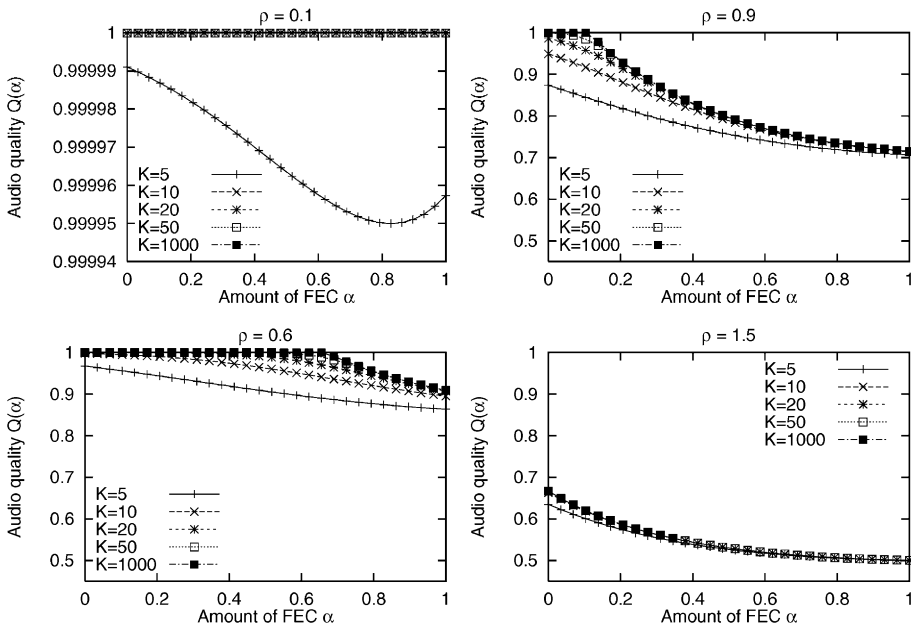 ρ = 0.1
1
0.99999
0.99998
0.99997
0.99996
0.99995
0.99994
Audio quality Q(α)
K=5
K=10
K=20
K=50
K=1000
0 0.2 0.4 0.6 0.8 1
Amount of FEC α
ρ = 0.9
1
0.9
0.8
0.7
0.6
0.5
Audio quality Q(α)
K=5
K=10
K=20
K=50
K=1000
0 0.2 0.4 0.6 0.8 1
Amount of FEC α
ρ = 0.6
1
0.9
0.8
0.7
0.6
0.5
Audio quality Q(α)
K=5
K=10
K=20
K=50
K=1000
0 0.2 0.4 0.6 0.8 1
Amount of FEC α
ρ = 1.5
1
0.9
0.8
0.7
0.6
0.5
Audio quality Q(α)
K=5
K=10
K=20
K=50
K=1000
0 0.2 0.4 0.6 0.8 1
Amount of FEC α